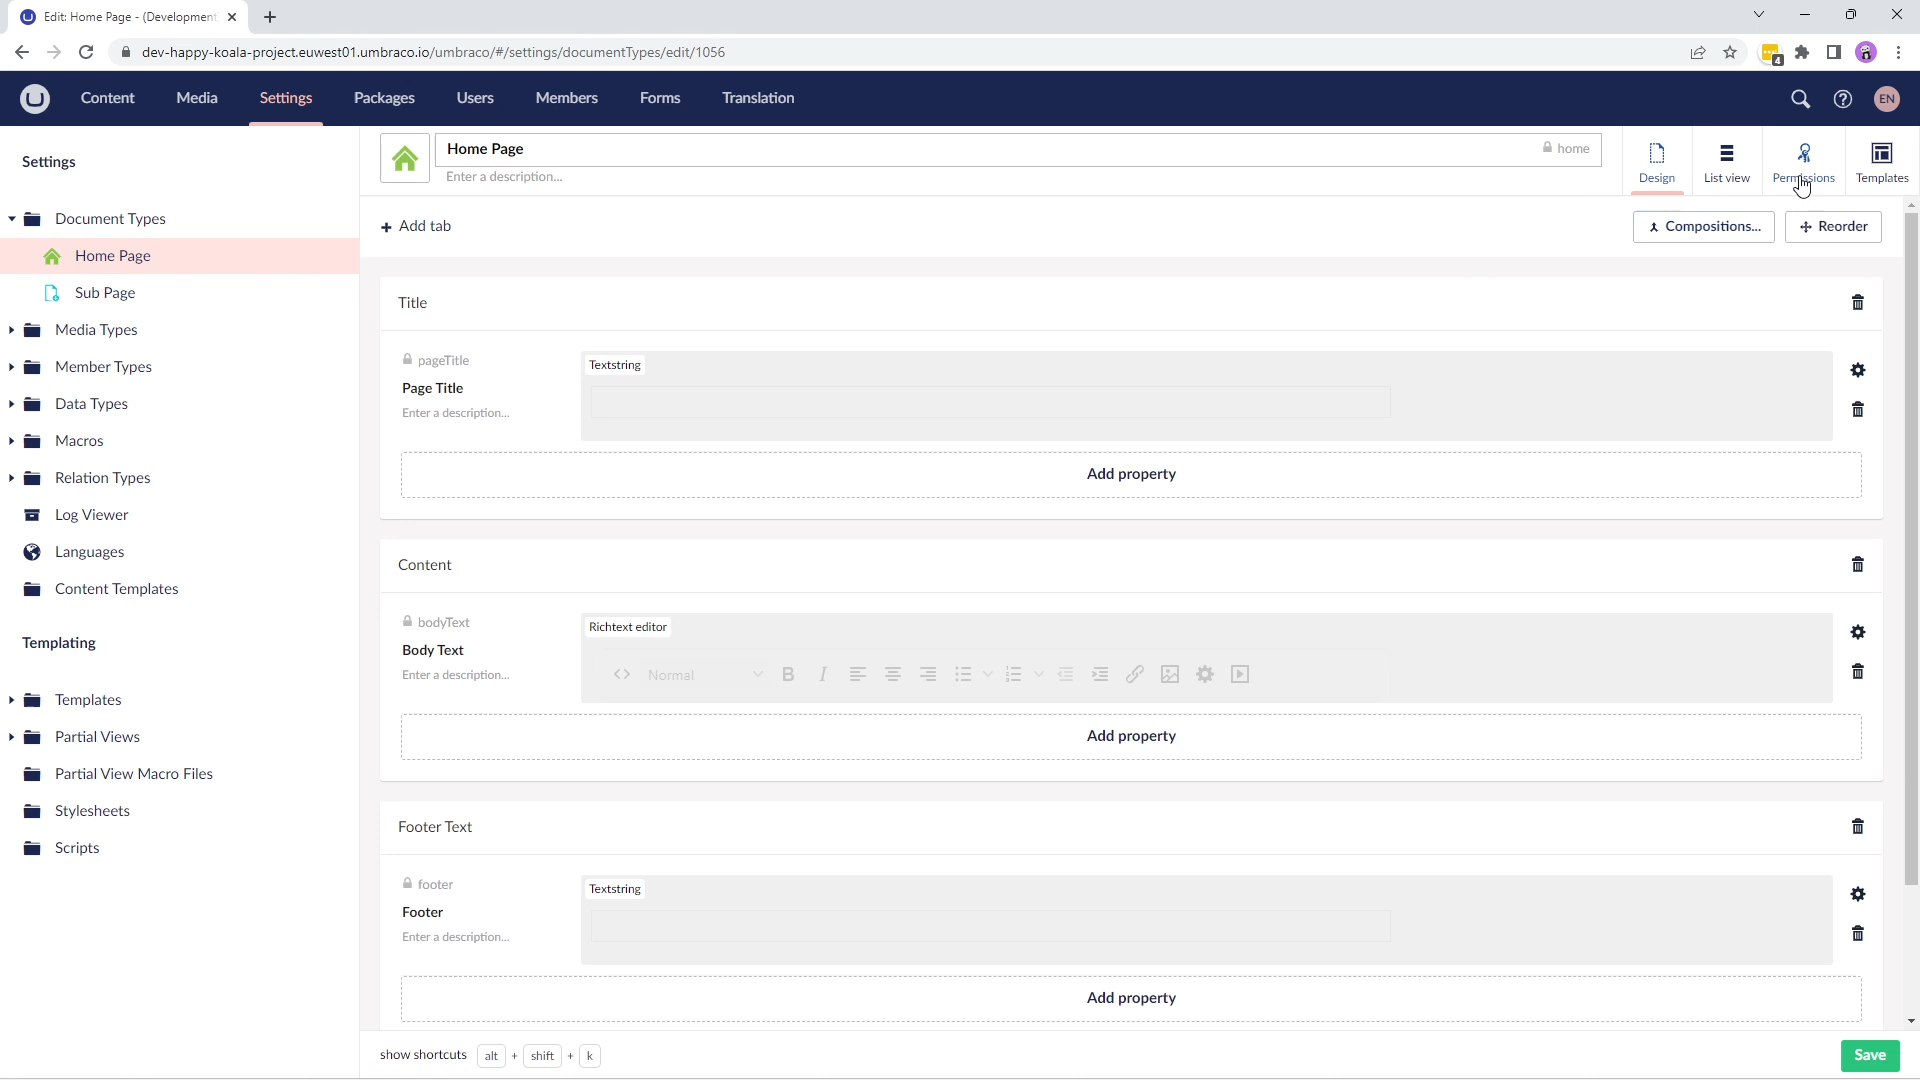 Edit: Home Page - (Development
dev-happy-koala-project.euwest01.umbraco.io/umbraco/#/settings/documentTypes/edit/1056
4
Content Media Settings Packages Users Members Forms Translation
EN
Settings
Document Types
Home Page
Sub Page
Media Types
Member Types
Data Types
Macros
Relation Types
Log Viewer
Languages
Content Templates
Templating
Templates
Partial Views
Partial View Macro Files
Stylesheets
Scripts
Home Page
home
Enter a description...
Design
List view
Permissions
Templates
+ Add tab
Compositions...
Reorder
Title
pageTitle
Page Title
Enter a description...
Textstring
Add property
Content
bodyText
Body Text
Enter a description...
Richtext editor
Normal
Add property
Footer Text
footer
Footer
Enter a description...
Textstring
Add property
show shortcuts alt + shift + k
Save